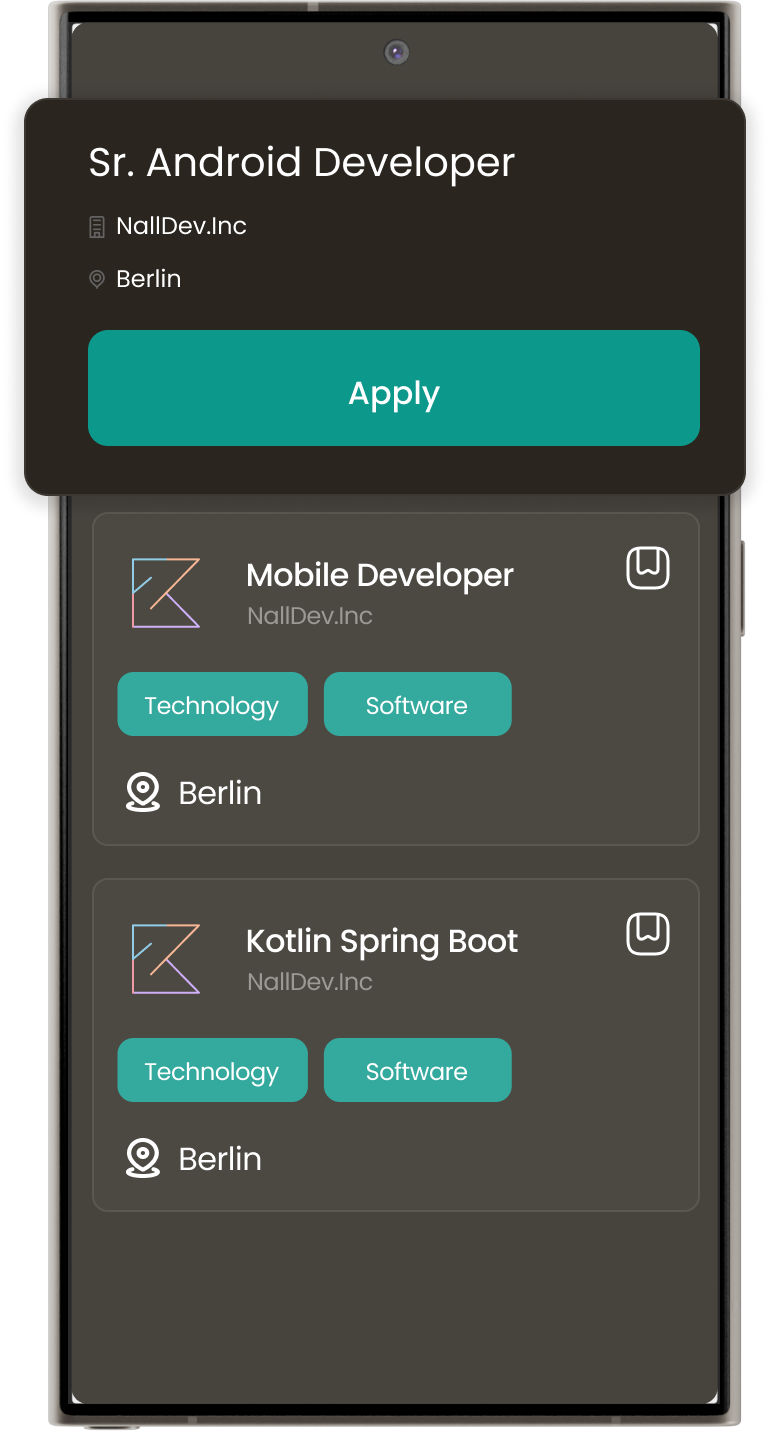 Sr. Android Developer
NallDev.Inc
Berlin
Apply
Mobile Developer
NallDev.Inc
Technology Software
Berlin
Kotlin Spring Boot
NallDev.Inc
Technology Software
Berlin